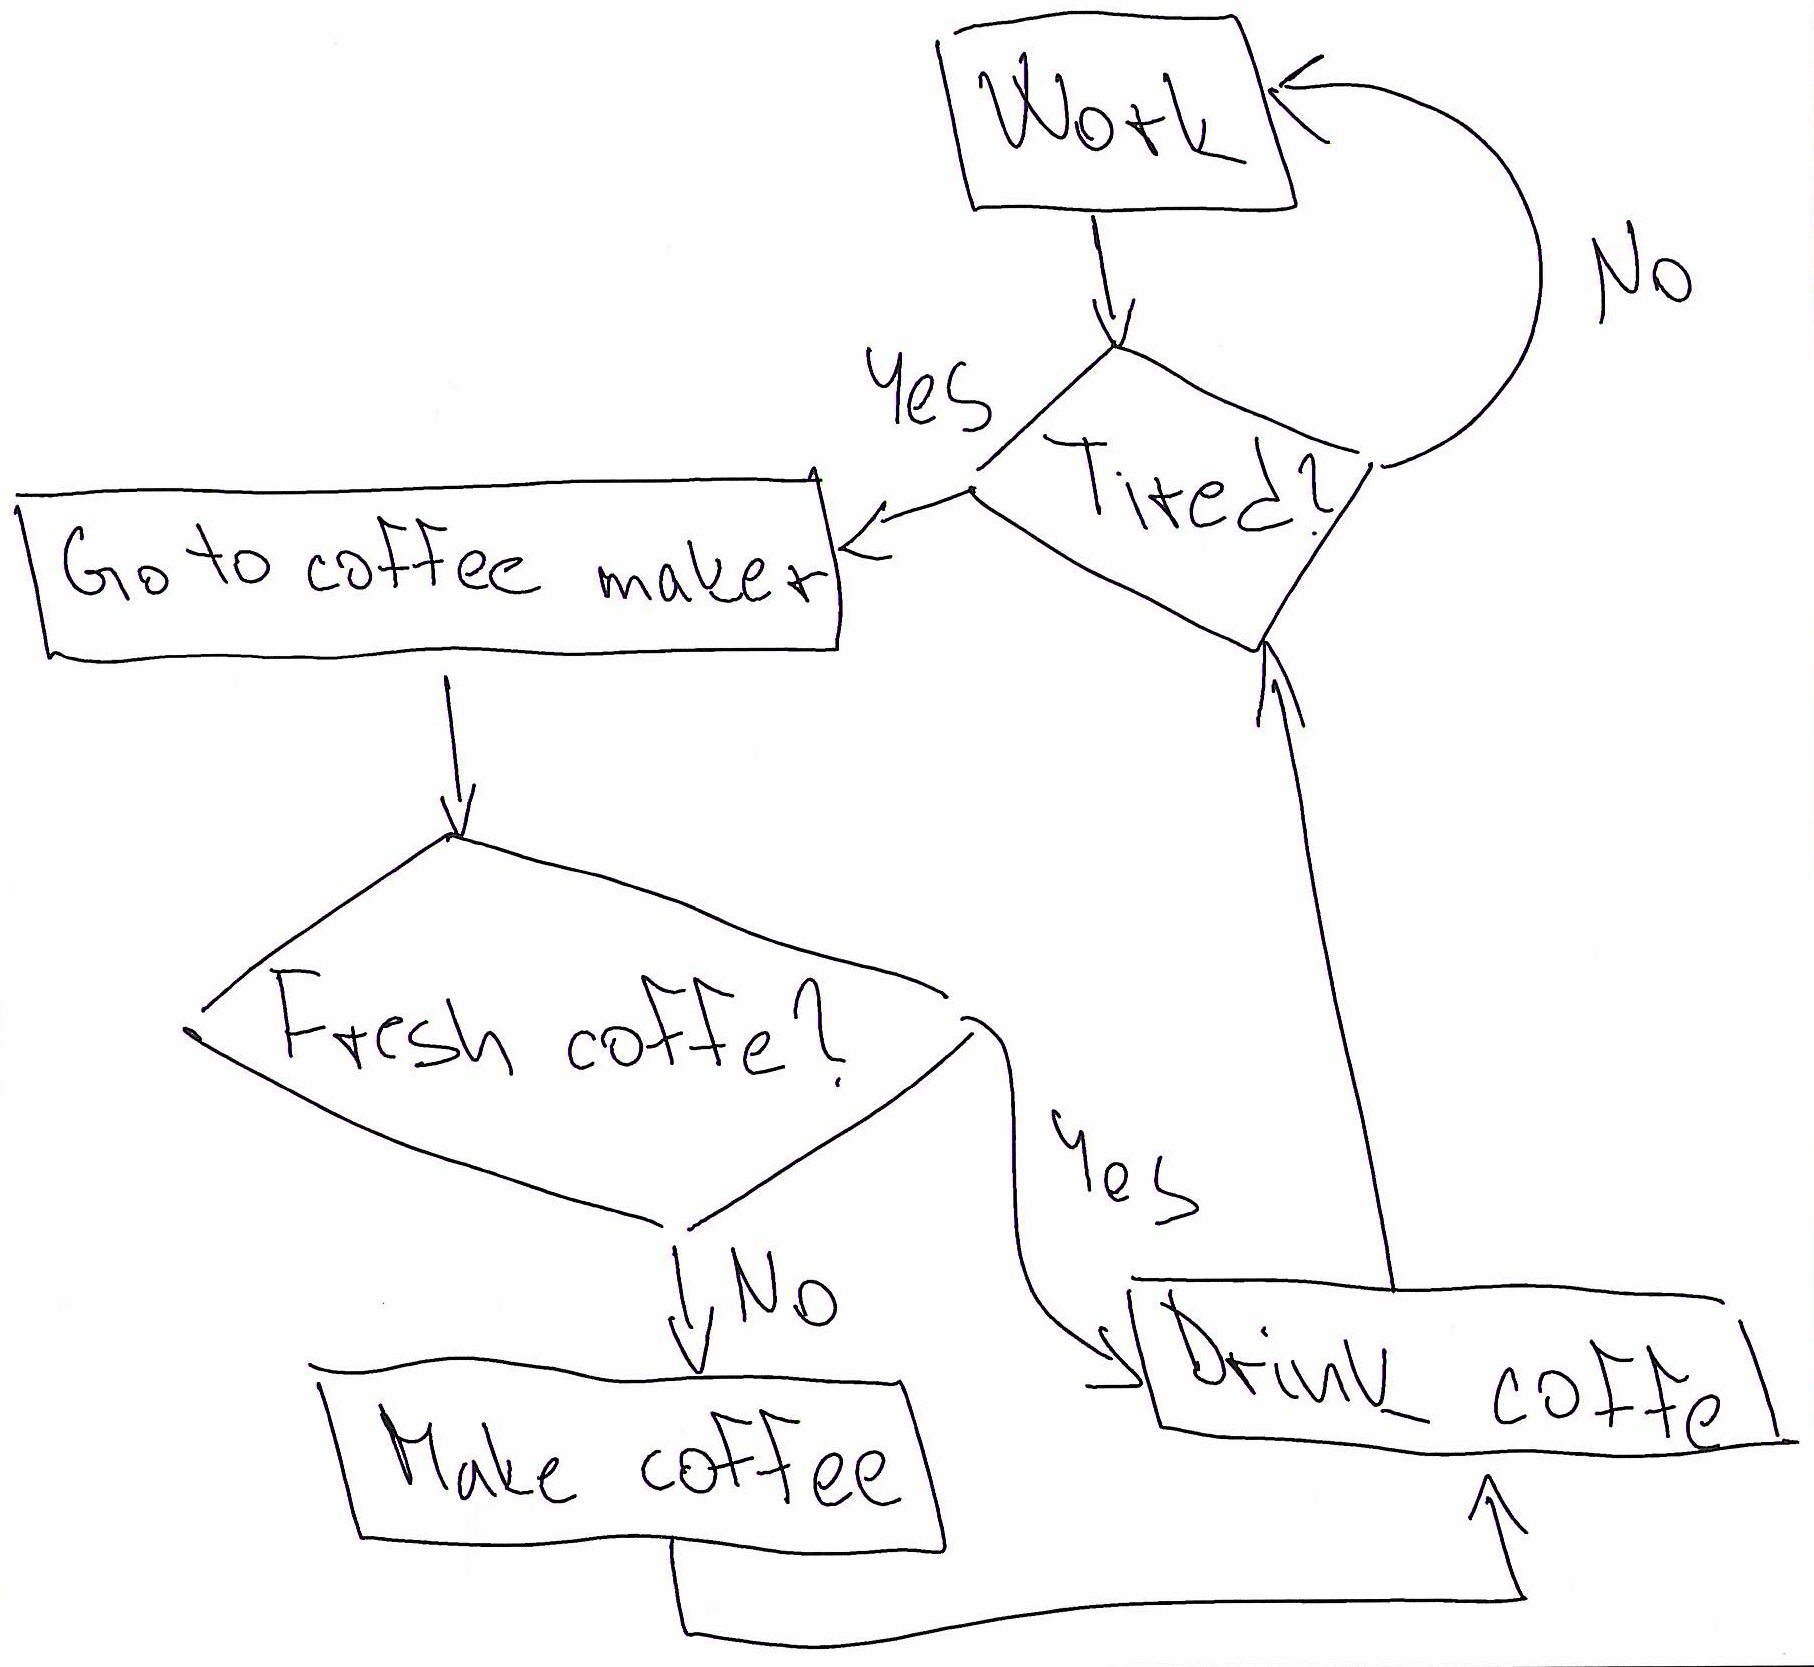 Work
No
Yes
Tired?
Go to coffee maker
Fresh coffe?
Yes
No
Drink coffe
Make coffee